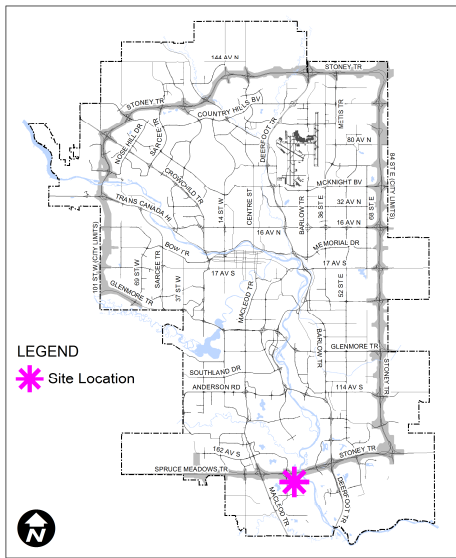 144 AV N
STONEY TR
STONEY TR
COUNTRY HILLS BV
NOSE HILL DR
SARCEE TR
DEERFOOT TR
METIS TR
80 AV N
CROWCHILD TR
84 ST E (CITY LIMITS)
MCKNIGHT BV
TRANS CANADA HI
14 ST W
CENTRE ST
BARLOW TR
36 ST E
32 AV N
68 ST E
16 AV N
16 AV N
101 ST W (CITY LIMITS)
BOW TR
MEMORIAL DR
69 ST W
SARCEE TR
37 ST W
17 AV S
17 AV S
GLENMORE TR
MACLEOD TR
52 ST E
BARLOW TR
GLENMORE TR
STONEY TR
LEGEND
Site Location
SOUTHLAND DR
ANDERSON RD
114 AV S
162 AV S
STONEY TR
SPRUCE MEADOWS TR
MACLEOD TR
DEERFOOT TR
N